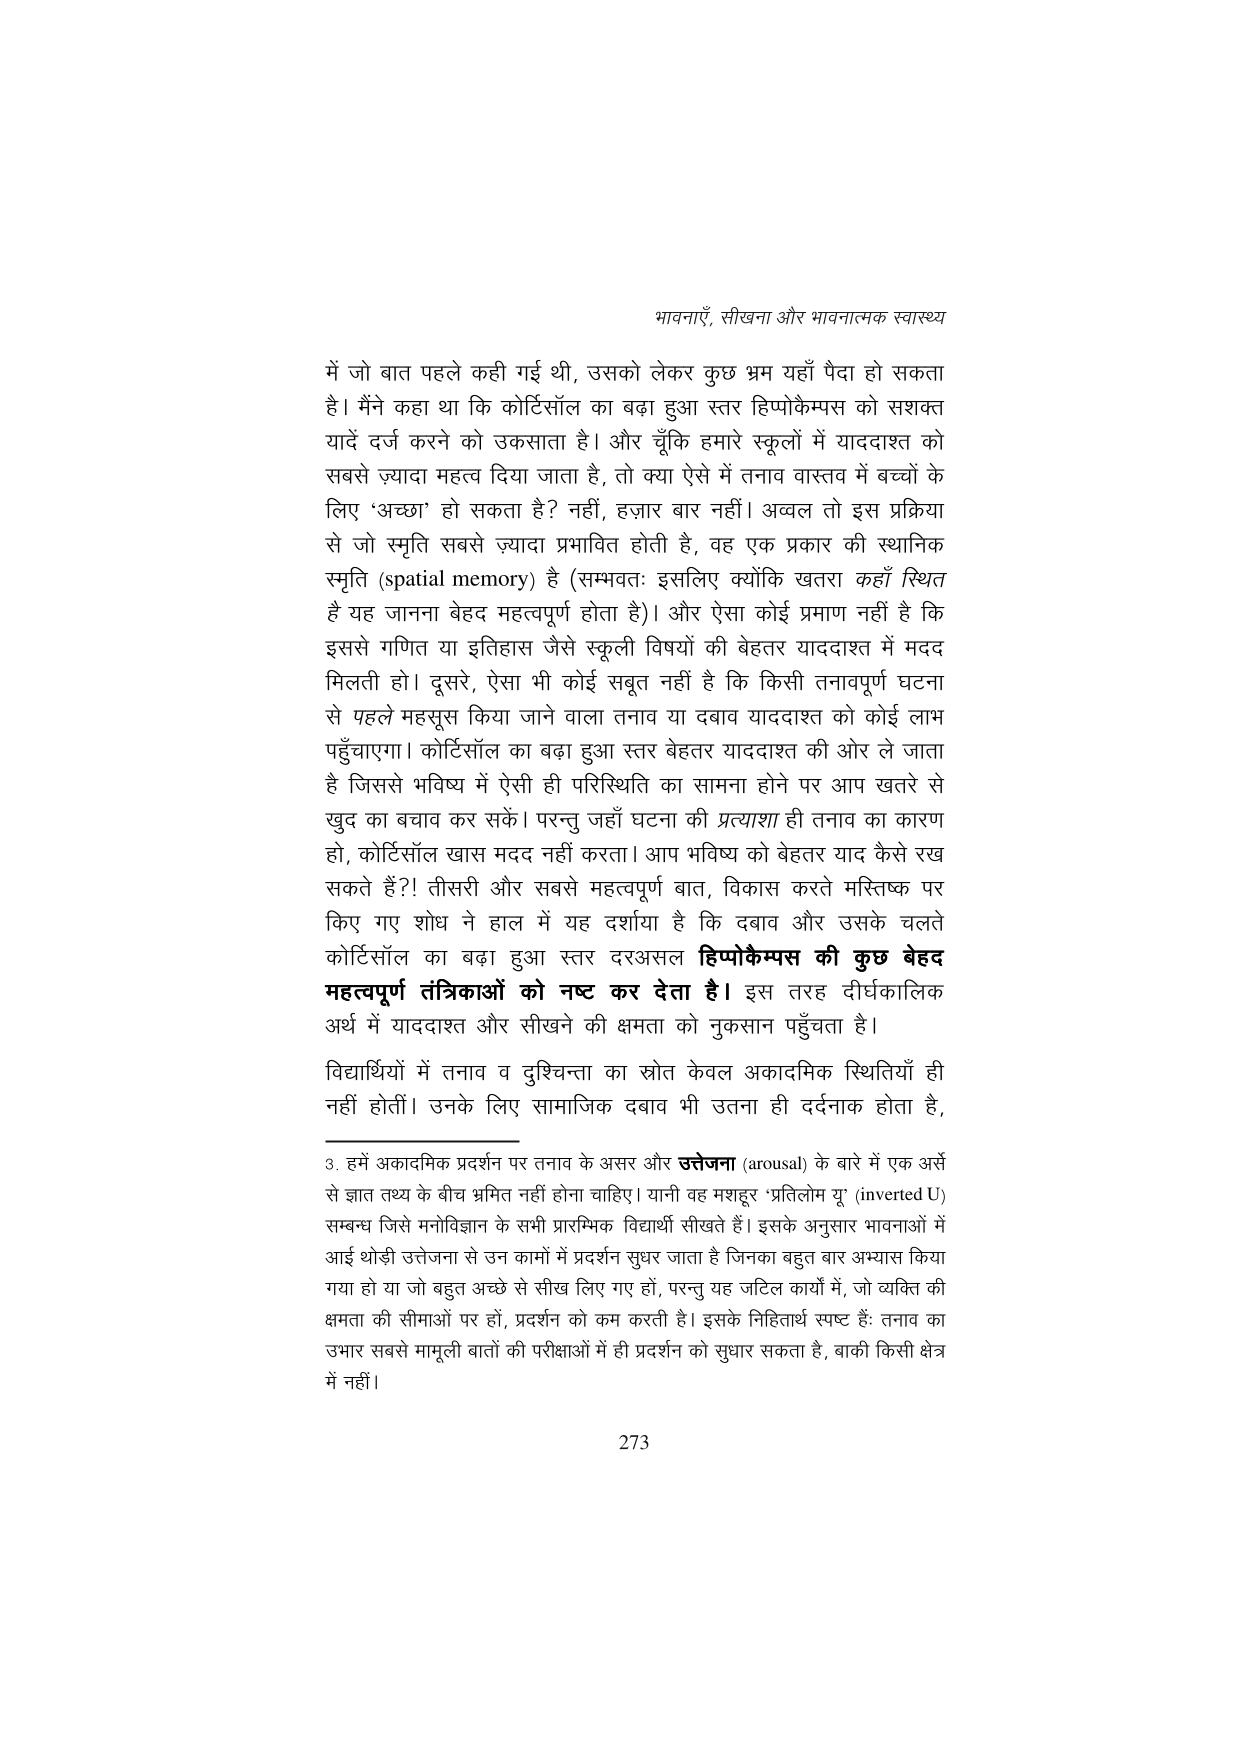 भावनाएँ, सीखना और भावनात्मक स्वास्थ्य
में जो बात पहले कही गई थी, उसको लेकर कुछ भ्रम यहाँ पैदा हो सकता
है। मैंने कहा था कि कोर्टिसॉल का बढ़ा हुआ स्तर हिप्पोकैम्पस को सशक्त
यादें दर्ज करने को उकसाता है। और चूँकि हमारे स्कूलों में याददाश्त को
सबसे ज़्यादा महत्व दिया जाता है, तो क्या ऐसे में तनाव वास्तव में बच्चों के
लिए ‘अच्छा’ हो सकता है? नहीं, हज़ार बार नहीं। अव्वल तो इस प्रक्रिया
से जो स्मृति सबसे ज़्यादा प्रभावित होती है, वह एक प्रकार की स्थानिक
स्मृति (spatial memory) है (सम्भवतः इसलिए क्योंकि खतरा कहाँ स्थित
है यह जानना बेहद महत्वपूर्ण होता है)। और ऐसा कोई प्रमाण नहीं है कि
इससे गणित या इतिहास जैसे स्कूली विषयों की बेहतर याददाश्त में मदद
मिलती हो। दूसरे, ऐसा भी कोई सबूत नहीं है कि किसी तनावपूर्ण घटना
से पहले महसूस किया जाने वाला तनाव या दबाव याददाश्त को कोई लाभ
पहुँचाएगा। कोर्टिसॉल का बढ़ा हुआ स्तर बेहतर याददाश्त की ओर ले जाता
है जिससे भविष्य में ऐसी ही परिस्थिति का सामना होने पर आप खतरे से
खुद का बचाव कर सकें। परन्तु जहाँ घटना की प्रत्याशा ही तनाव का कारण
हो, कोर्टिसॉल खास मदद नहीं करता। आप भविष्य को बेहतर याद कैसे रख
सकते हैं?! तीसरी और सबसे महत्वपूर्ण बात, विकास करते मस्तिष्क पर
किए गए शोध ने हाल में यह दर्शाया है कि दबाव और उसके चलते
कोर्टिसॉल का बढ़ा हुआ स्तर दरअसल हिप्पोकैम्पस की कुछ बेहद
महत्वपूर्ण तंत्रिकाओं को नष्ट कर देता है। इस तरह दीर्घकालिक
अर्थ में याददाश्त और सीखने की क्षमता को नुकसान पहुँचता है।
विद्यार्थियों में तनाव व दुश्चिन्ता का स्रोत केवल अकादमिक स्थितियाँ ही
नहीं होतीं। उनके लिए सामाजिक दबाव भी उतना ही दर्दनाक होता है,
3. हमें अकादमिक प्रदर्शन पर तनाव के असर और उत्तेजना (arousal) के बारे में एक अर्से
से ज्ञात तथ्य के बीच भ्रमित नहीं होना चाहिए। यानी वह मशहूर ‘प्रतिलोम यू’ (inverted U)
सम्बन्ध जिसे मनोविज्ञान के सभी प्रारम्भिक विद्यार्थी सीखते हैं। इसके अनुसार भावनाओं में
आई थोड़ी उत्तेजना से उन कामों में प्रदर्शन सुधर जाता है जिनका बहुत बार अभ्यास किया
गया हो या जो बहुत अच्छे से सीख लिए गए हों, परन्तु यह जटिल कार्यों में, जो व्यक्ति की
क्षमता की सीमाओं पर हों, प्रदर्शन को कम करती है। इसके निहितार्थ स्पष्ट हैंः तनाव का
उभार सबसे मामूली बातों की परीक्षाओं में ही प्रदर्शन को सुधार सकता है, बाकी किसी क्षेत्र
में नहीं।
273